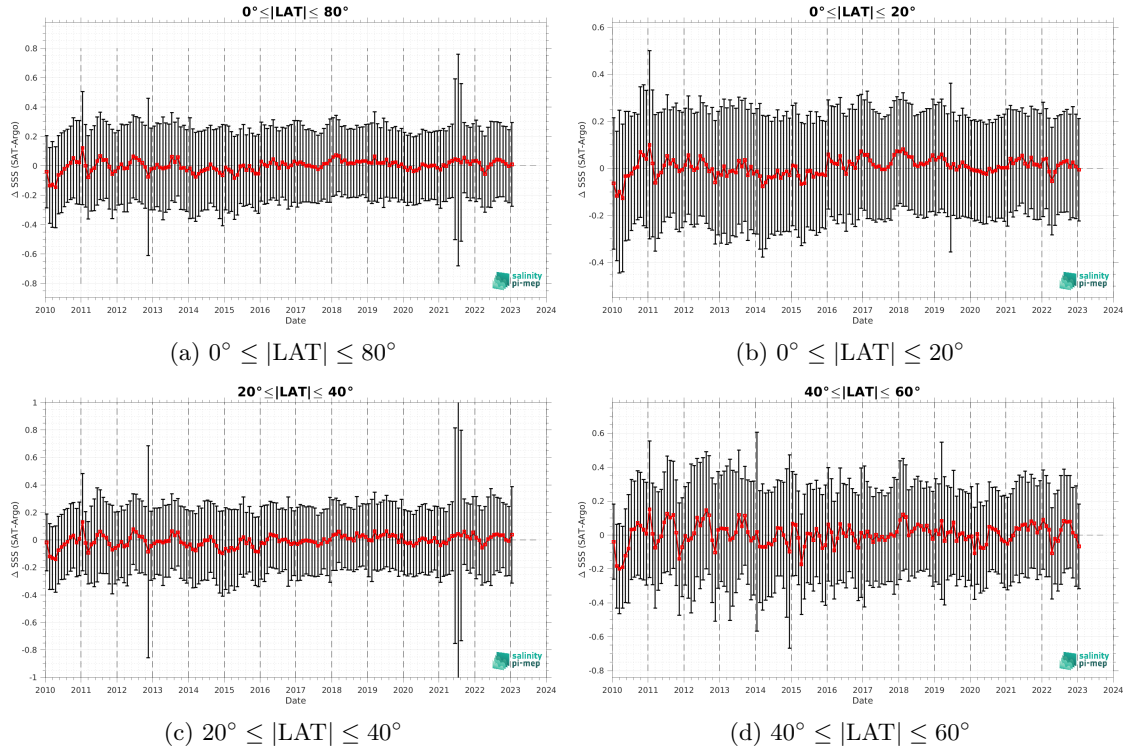 0°≤|LAT|≤ 80°
Δ SSS (SAT-Argo)
0.8
0.6
0.4
0.2
0
-0.2
-0.4
-0.6
-0.8
2010 2011 2012 2013 2014 2015 2016 2017 2018 2019 2020 2021 2022 2023 2024
Date
salinity
pi-mep
(a) 0° ≤ |LAT| ≤ 80°
0°≤|LAT|≤ 20°
Δ SSS (SAT-Argo)
0.6
0.4
0.2
0
-0.2
-0.4
2010 2011 2012 2013 2014 2015 2016 2017 2018 2019 2020 2021 2022 2023 2024
Date
salinity
pi-mep
(b) 0° ≤ |LAT| ≤ 20°
20°≤|LAT|≤ 40°
Δ SSS (SAT-Argo)
1
0.8
0.6
0.4
0.2
0
-0.2
-0.4
-0.6
-0.8
-1
2010 2011 2012 2013 2014 2015 2016 2017 2018 2019 2020 2021 2022 2023 2024
Date
salinity
pi-mep
(c) 20° ≤ |LAT| ≤ 40°
40°≤|LAT|≤ 60°
Δ SSS (SAT-Argo)
0.6
0.4
0.2
0
-0.2
-0.4
-0.6
-0.8
2010 2011 2012 2013 2014 2015 2016 2017 2018 2019 2020 2021 2022 2023 2024
Date
salinity
pi-mep
(d) 40° ≤ |LAT| ≤ 60°